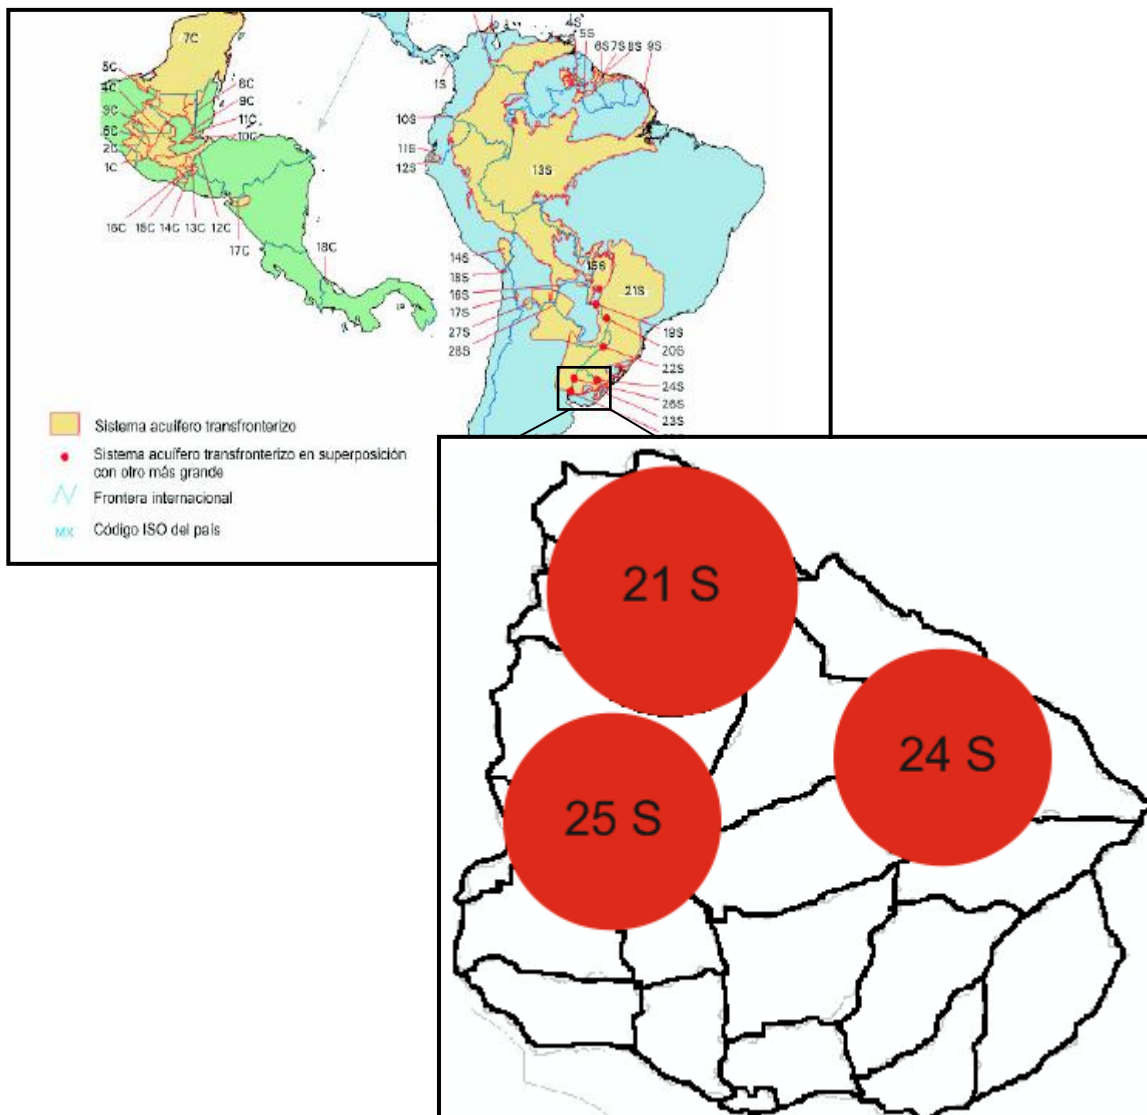 7C
5C
4C
3C
6C
2C
1C
8C
9C
11C
10C
16C
15C
14C
13C
12C
17C
18C
4S
5S
6S
7S
8S
9S
1S
10S
11S
12S
13S
14S
18S
16S
17S
27S
28S
15S
21S
19S
20S
22S
24S
26S
23S
Sistema acuífero transfronterizo
Sistema acuífero transfronterizo en superposición
con otro más grande
Frontera internacional
MX Código ISO del país
21 S
24 S
25 S